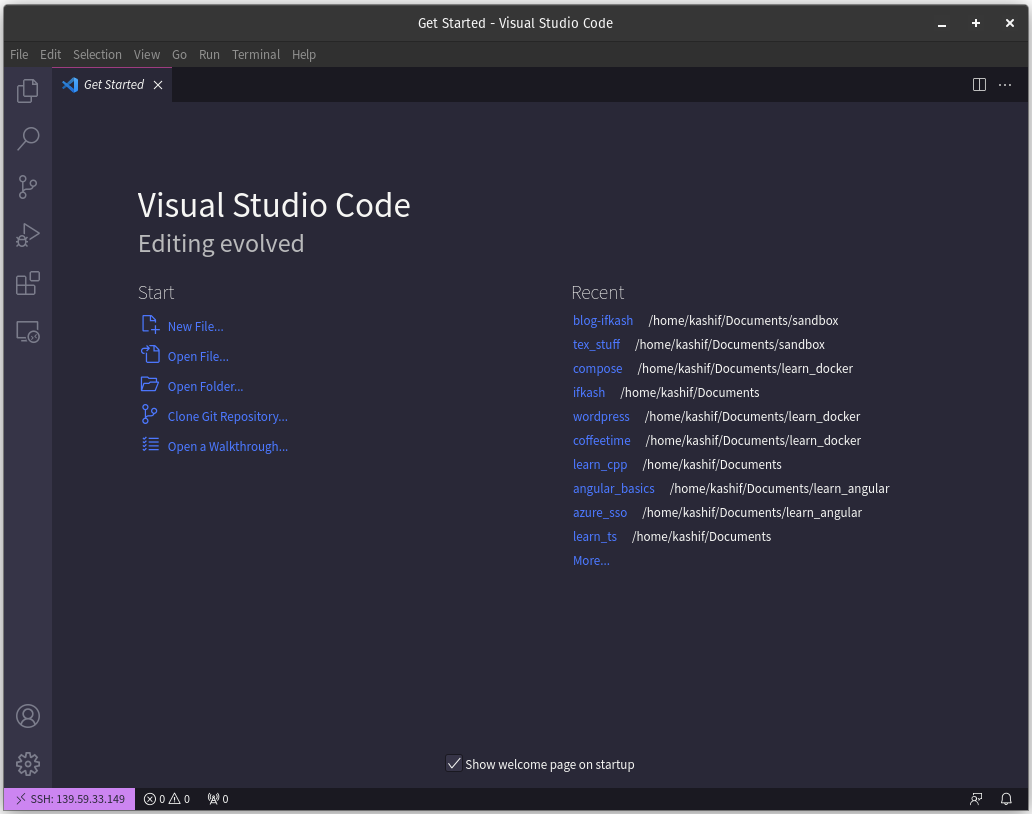 Get Started - Visual Studio Code
File Edit Selection View Go Run Terminal Help
Get Started
Visual Studio Code
Editing evolved
Start
New File...
Open File...
Open Folder...
Clone Git Repository...
Open a Walkthrough...
Recent
blog-ifkash /home/kashif/Documents/sandbox
tex_stuff /home/kashif/Documents/sandbox
compose /home/kashif/Documents/learn_docker
ifkash /home/kashif/Documents
wordpress /home/kashif/Documents/learn_docker
coffeetime /home/kashif/Documents/learn_docker
learn_cpp /home/kashif/Documents
angular_basics /home/kashif/Documents/learn_angular
azure_sso /home/kashif/Documents/learn_angular
learn_ts /home/kashif/Documents
More...
Show welcome page on startup
SSH: 139.59.33.149 0 0 0